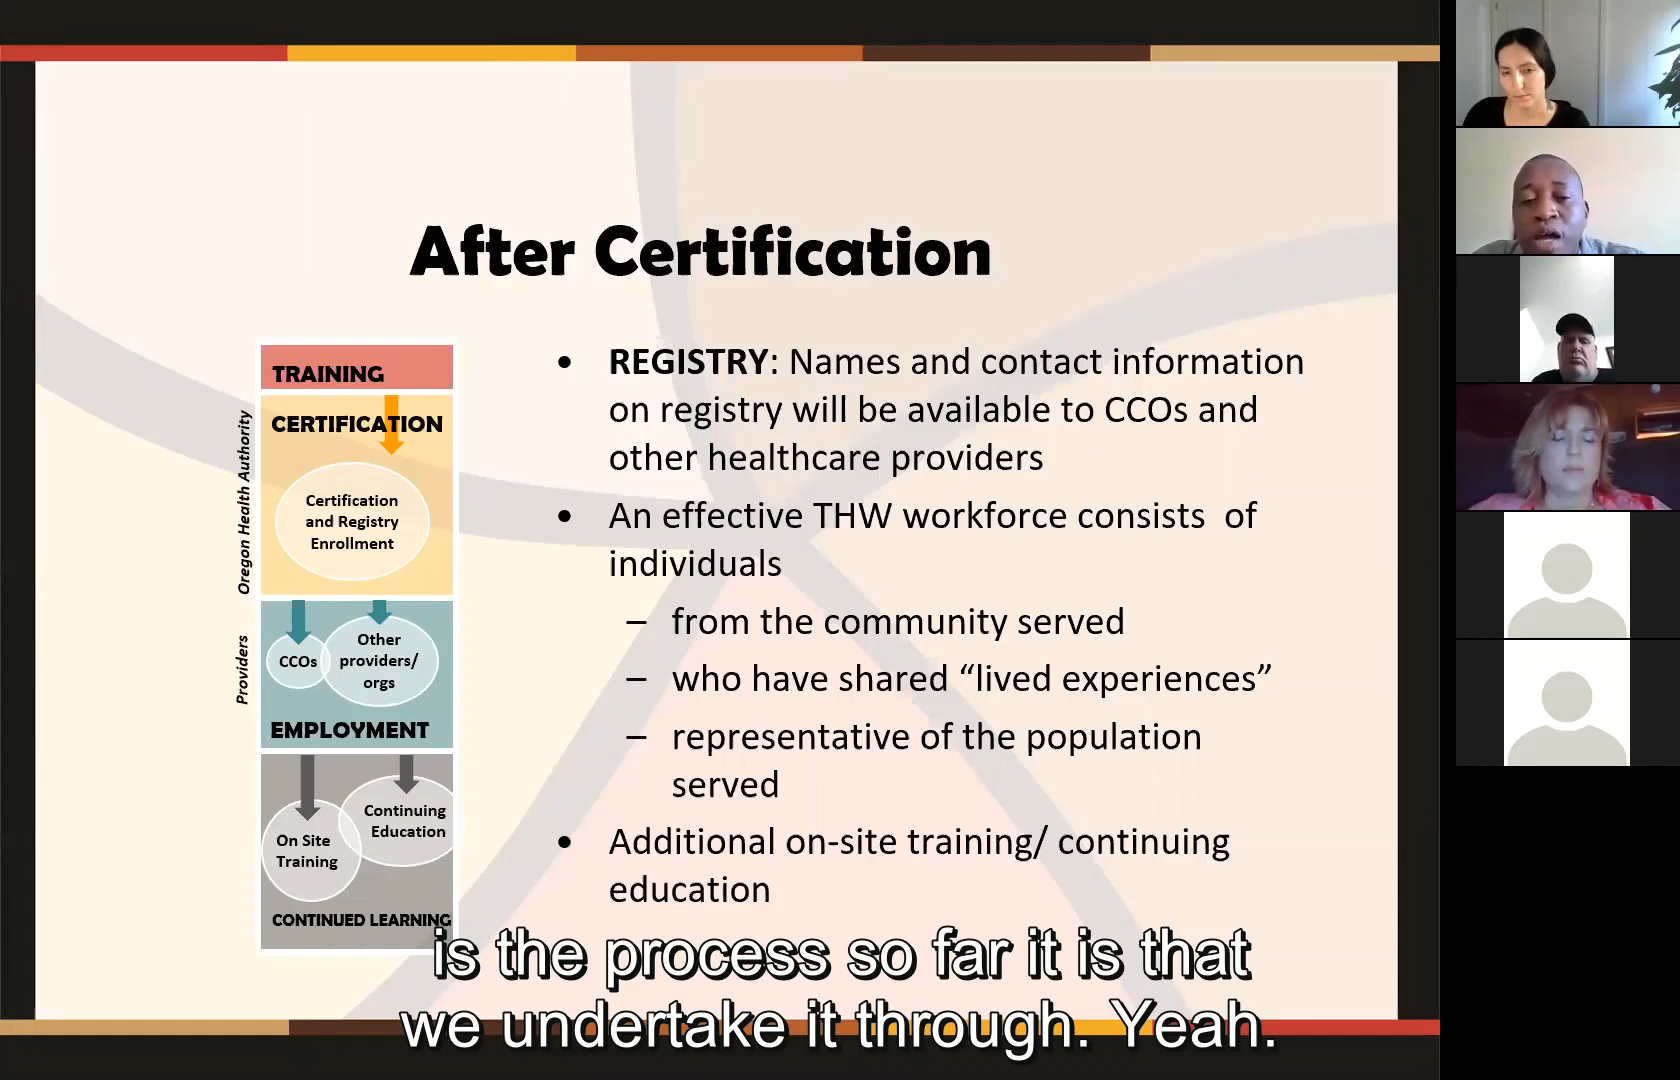 After Certification
TRAINING
CERTIFICATION
Oregon Health Authority
Certification
and Registry
Enrollment
Providers
CCOs
Other
providers/
orgs
EMPLOYMENT
On Site
Training
Continuing
Education
CONTINUED LEARNING
• REGISTRY: Names and contact information
on registry will be available to CCOs and
other healthcare providers
• An effective THW workforce consists of
individuals
– from the community served
– who have shared “lived experiences”
– representative of the population
served
• Additional on-site training/ continuing
education
is the process so far it is that
we undertake it through. Yeah.